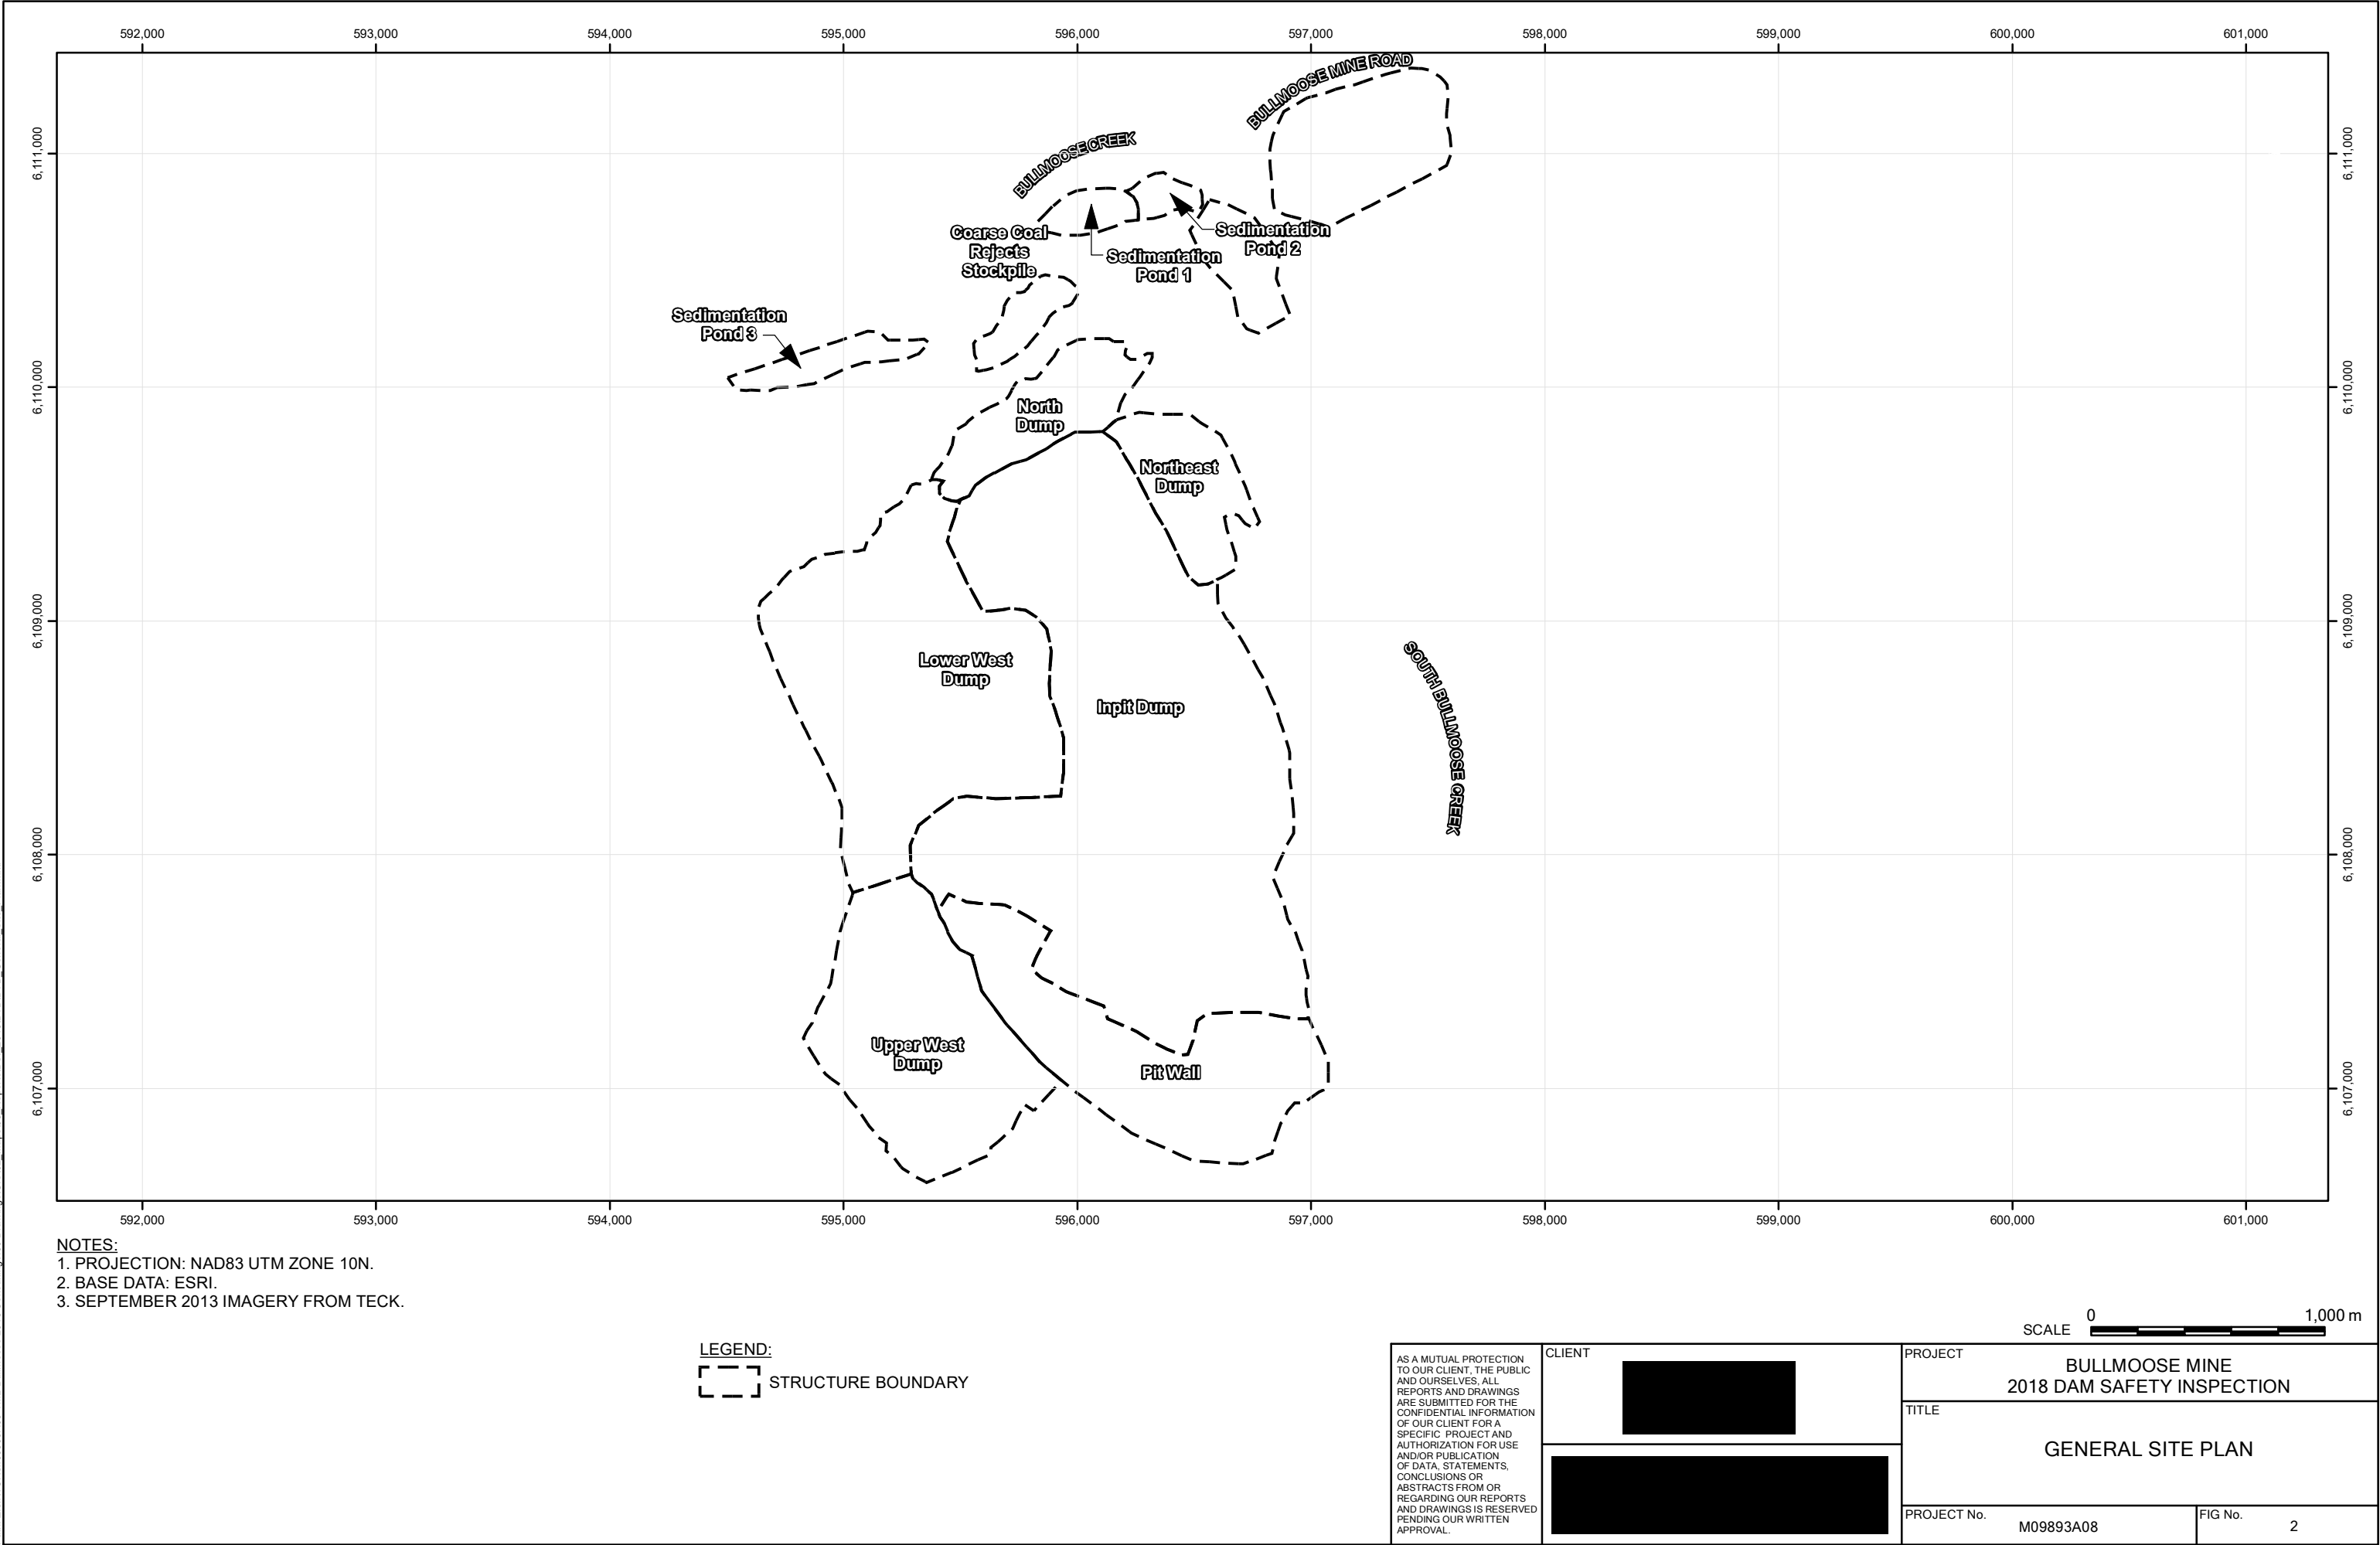 592,000 593,000 594,000 595,000 596,000 597,000 598,000 599,000 600,000 601,000
BULLMOOSE MINE ROAD
6,111,000 6,111,000
BULLMOOSE CREEK
Coarse Coal
Rejects
Stockpile
Sedimentation
Pond 2
Sedimentation
Pond 1
Sedimentation
Pond 3
6,110,000 6,110,000
North
Dump
Northeast
Dump
6,109,000 6,109,000
Lower West
Dump
Inpit Dump
SOUTH BULLMOOSE CREEK
6,108,000 6,108,000
Upper West
Dump
Pit Wall
6,107,000 6,107,000
592,000 593,000 594,000 595,000 596,000 597,000 598,000 599,000 600,000 601,000
NOTES:
1. PROJECTION: NAD83 UTM ZONE 10N.
2. BASE DATA: ESRI.
3. SEPTEMBER 2013 IMAGERY FROM TECK.
LEGEND:
STRUCTURE BOUNDARY
SCALE 0 1,000 m
AS A MUTUAL PROTECTION
TO OUR CLIENT, THE PUBLIC
AND OURSELVES, ALL
REPORTS AND DRAWINGS
ARE SUBMITTED FOR THE
CONFIDENTIAL INFORMATION
OF OUR CLIENT FOR A
SPECIFIC PROJECT AND
AUTHORIZATION FOR USE
AND/OR PUBLICATION
OF DATA, STATEMENTS,
CONCLUSIONS OR
ABSTRACTS FROM OR
REGARDING OUR REPORTS
AND DRAWINGS IS RESERVED
PENDING OUR WRITTEN
APPROVAL.
CLIENT
PROJECT
BULLMOOSE MINE
2018 DAM SAFETY INSPECTION
TITLE
GENERAL SITE PLAN
PROJECT No.
M09893A08
FIG No.
2